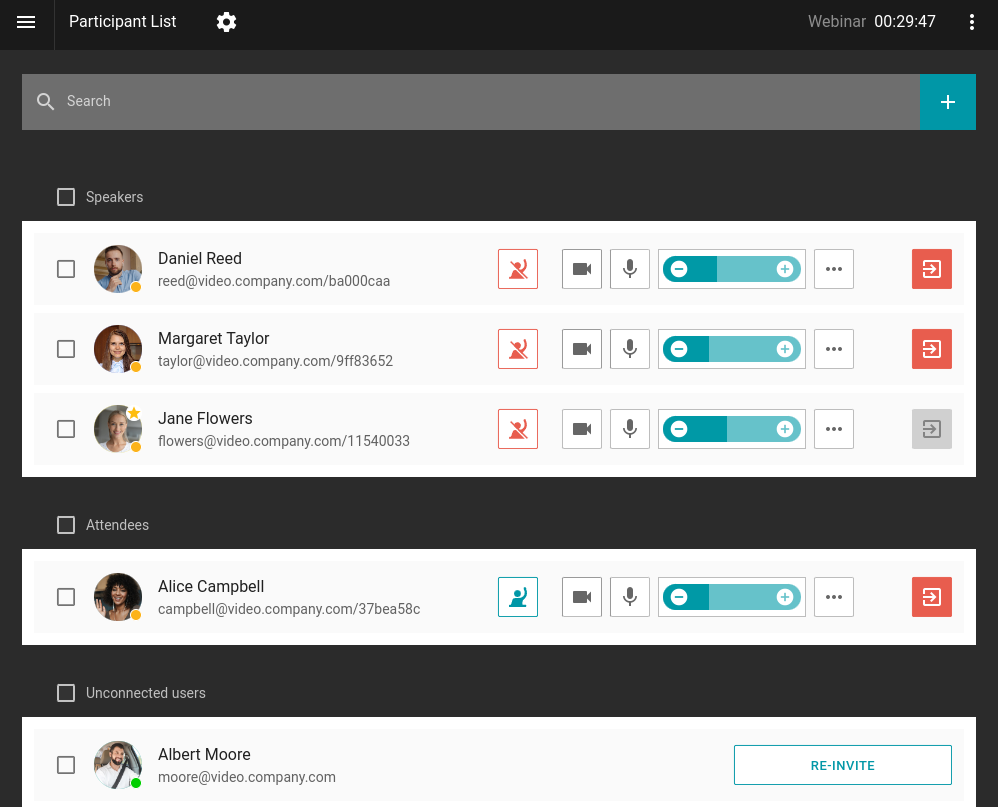 Participant List
Webinar 00:29:47
Search
Speakers
Daniel Reed
reed@video.company.com/ba000caa
Margaret Taylor
taylor@video.company.com/9ff83652
Jane Flowers
flowers@video.company.com/11540033
Attendees
Alice Campbell
campbell@video.company.com/37bea58c
Unconnected users
Albert Moore
moore@video.company.com
RE-INVITE